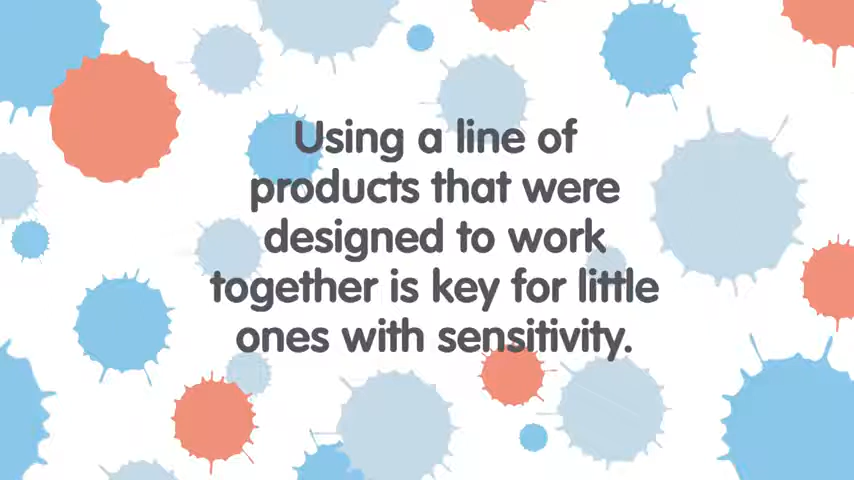 Using a line of
products that were
designed to work
together is key for little
ones with sensitivity.